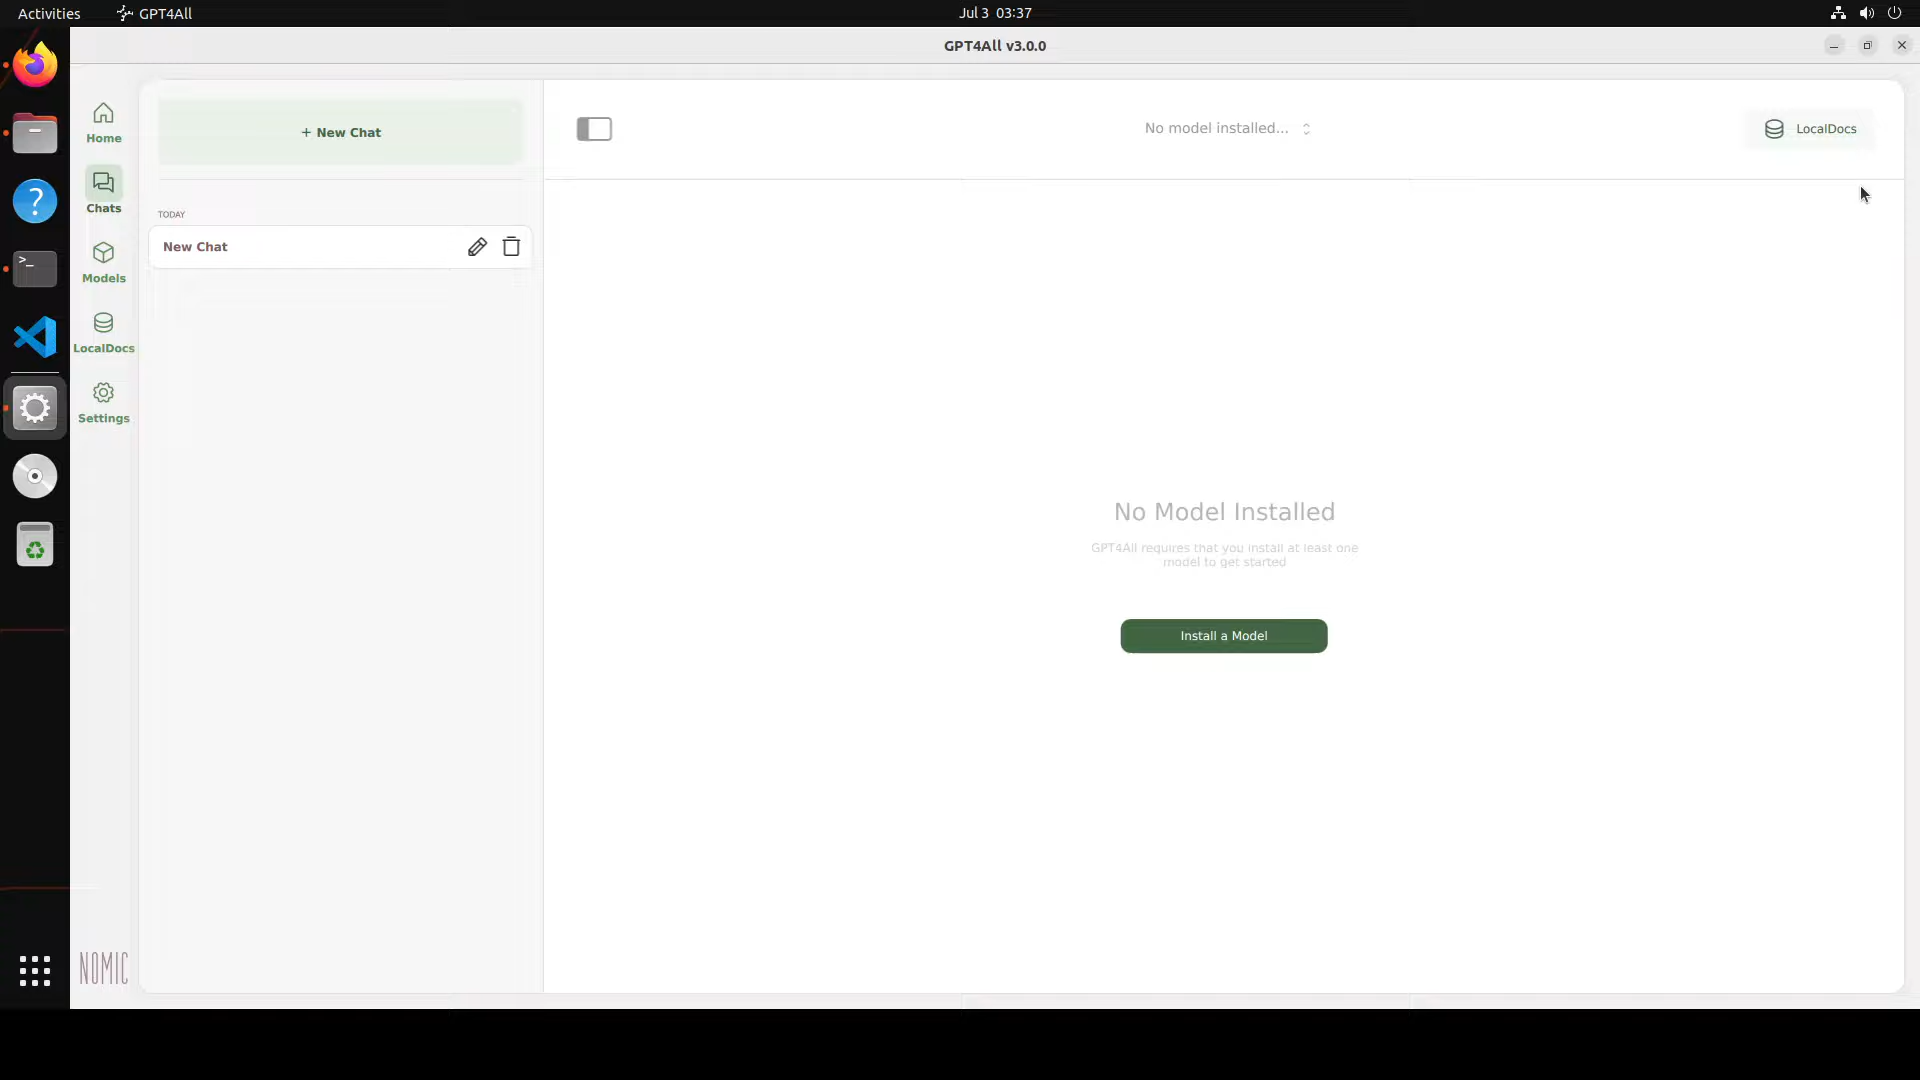 Activities
GPT4All
Jul 3 03:37
GPT4All v3.0.0
Home
Chats
Models
LocalDocs
Settings
NOMIC
+ New Chat
TODAY
New Chat
No model installed...
LocalDocs
No Model Installed
GPT4All requires that you install at least one
model to get started
Install a Model